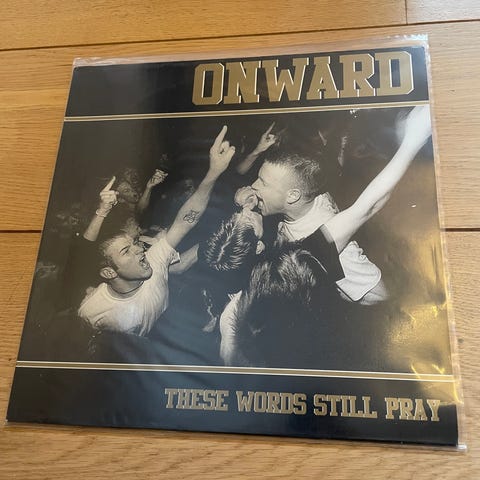 ONWARD
THESE WORDS STILL PRAY